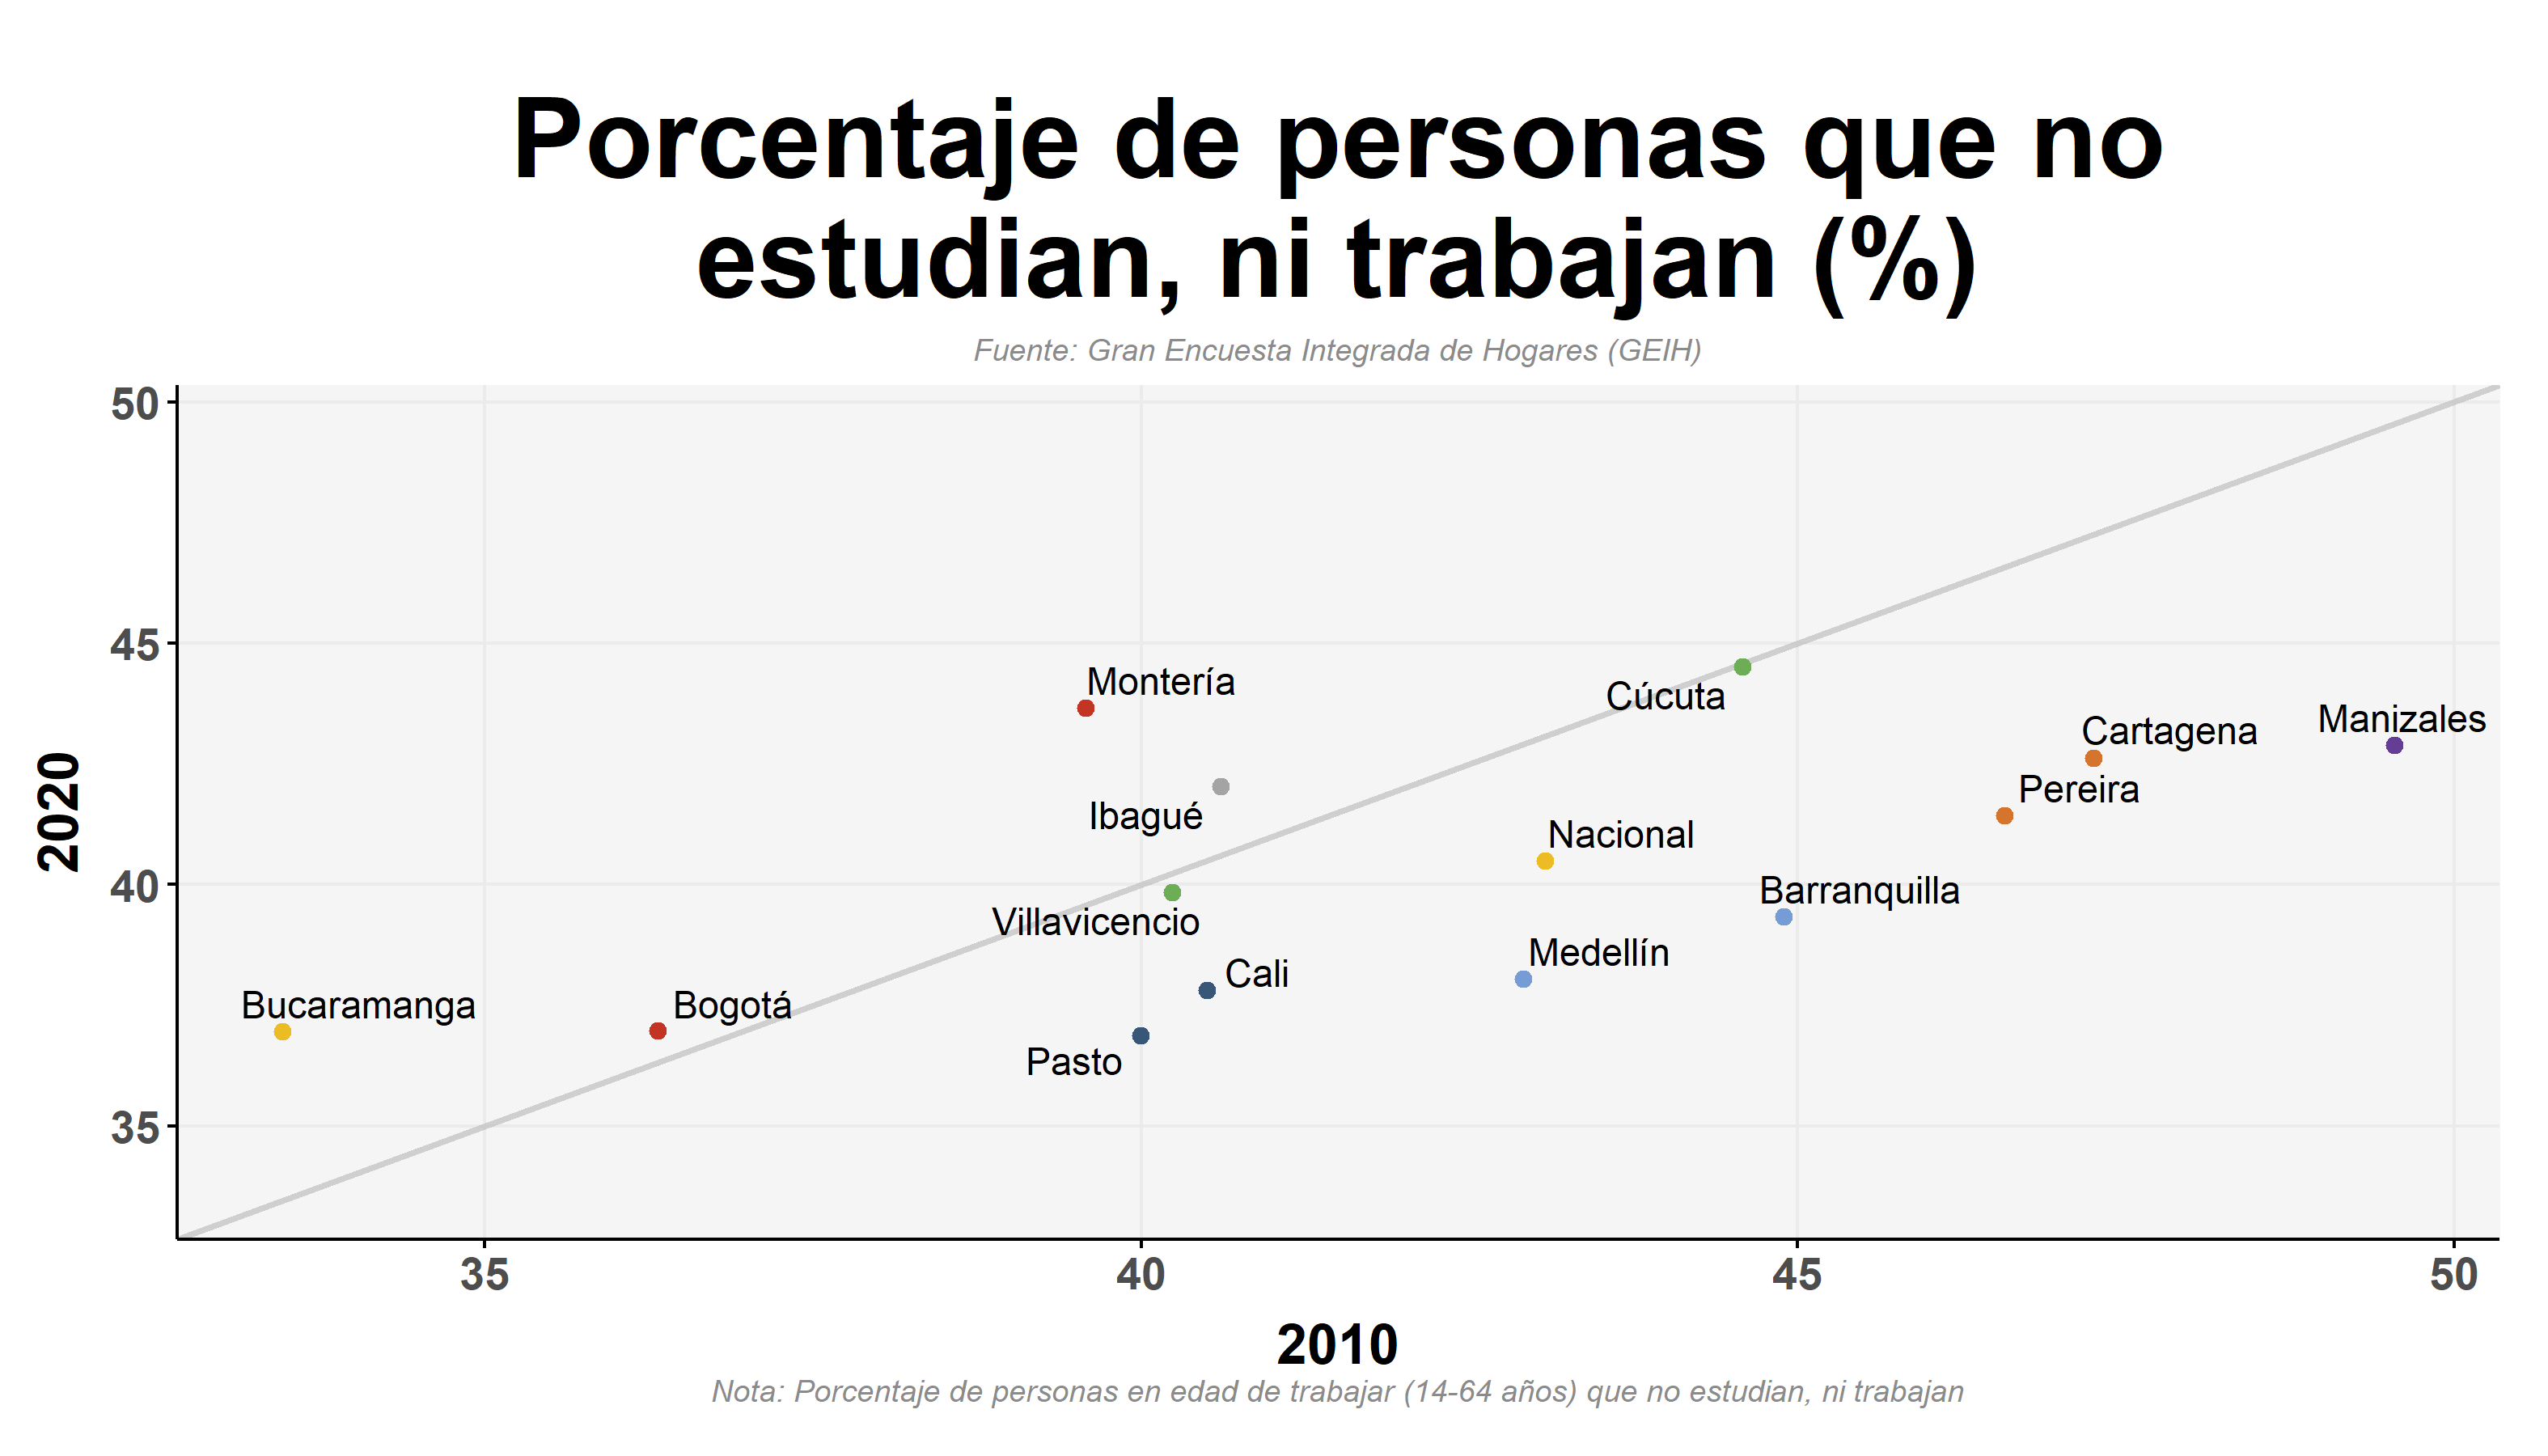 Porcentaje de personas que no
estudian, ni trabajan (%)
Fuente: Gran Encuesta Integrada de Hogares (GEIH)
50
45
40
35
2020
Montería
Cúcuta
Manizales
Cartagena
Pereira
Ibagué
Nacional
Barranquilla
Villavicencio
Medellín
Cali
Bucaramanga
Bogotá
Pasto
35
40
45
50
2010
Nota: Porcentaje de personas en edad de trabajar (14-64 años) que no estudian, ni trabajan